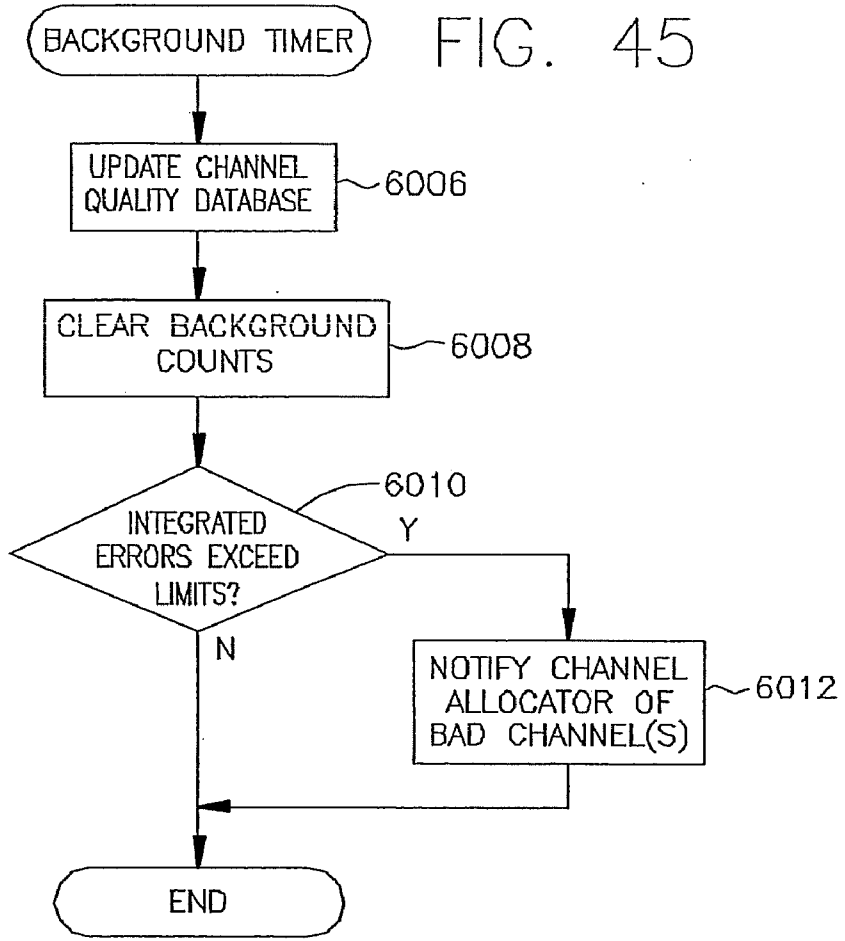 BACKGROUND TIMER
FIG. 45
UPDATE CHANNEL
QUALITY DATABASE
6006
CLEAR BACKGROUND
COUNTS
6008
6010
INTEGRATED
ERRORS EXCEED
LIMITS?
Y
N
NOTIFY CHANNEL
ALLOCATOR OF
BAD CHANNEL(S)
6012
END